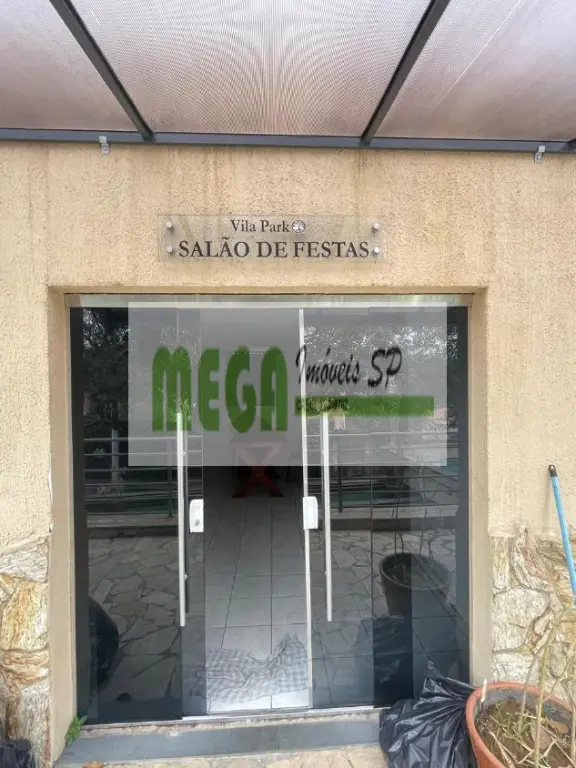 Vila Park
SALÃO DE FESTAS
MEGA Imóveis SP